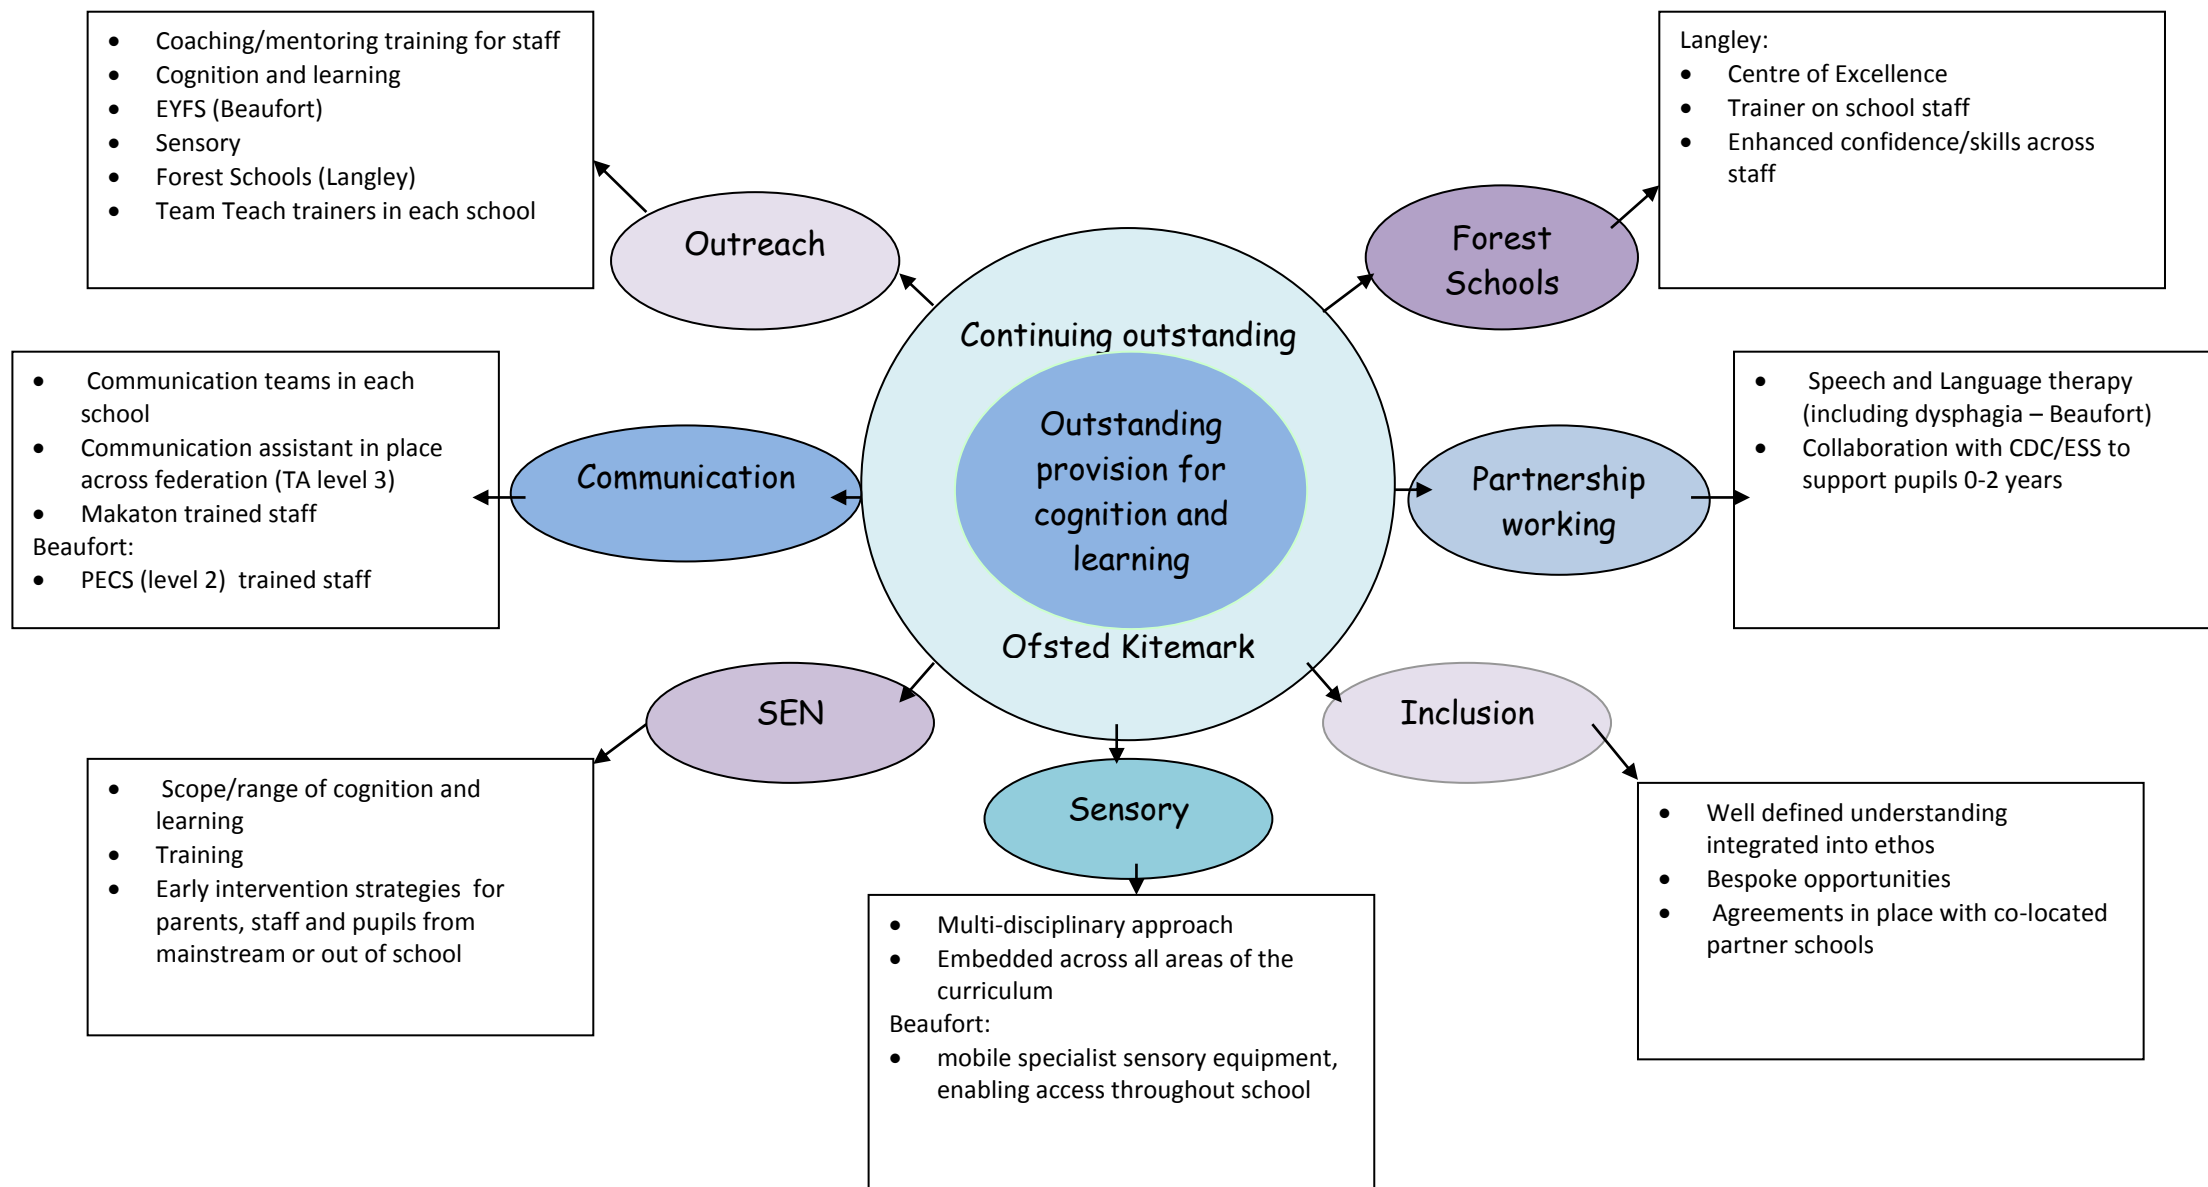 • Coaching/mentoring training for staff
• Cognition and learning
• EYFS (Beaufort)
• Sensory
• Forest Schools (Langley)
• Team Teach trainers in each school
Outreach
Langley:
• Centre of Excellence
• Trainer on school staff
• Enhanced confidence/skills across
staff
Forest
Schools
Continuing outstanding
Outstanding
provision for
cognition and
learning
Ofsted Kitemark
• Communication teams in each
school
• Communication assistant in place
across federation (TA level 3)
• Makaton trained staff
Beaufort:
• PECS (level 2) trained staff
Communication
Partnership
working
• Speech and Language therapy
(including dysphagia – Beaufort)
• Collaboration with CDC/ESS to
support pupils 0-2 years
SEN
• Scope/range of cognition and
learning
• Training
• Early intervention strategies for
parents, staff and pupils from
mainstream or out of school
Sensory
• Multi-disciplinary approach
• Embedded across all areas of the
curriculum
Beaufort:
• mobile specialist sensory equipment,
enabling access throughout school
Inclusion
• Well defined understanding
integrated into ethos
• Bespoke opportunities
• Agreements in place with co-located
partner schools